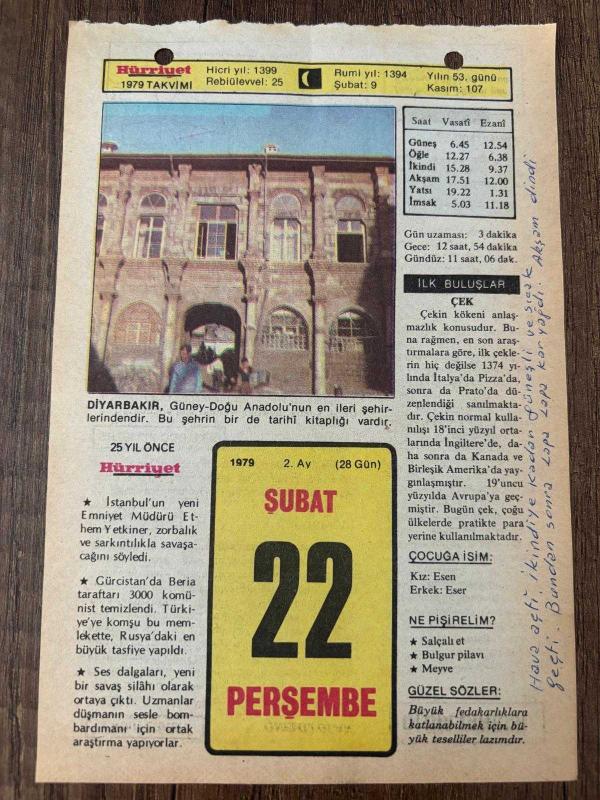 Hürriyet
1979 TAKVİMİ
Hicri yıl: 1399
Rebiülevvel: 25
Rumi yıl: 1394
Şubat: 9
Yılın 53. günü
Kasım: 107
DİYARBAKIR, Güney-Doğu Anadolu'nun en ileri şehir-
lerindendir. Bu şehrin bir de tarihî kitaplığı vardır.
25 YIL ÖNCE
Hürriyet
★ İstanbul'un yeni
Emniyet Müdürü Et-
hem Yetkiner, zorbalık
ve sarkıntılıkla savaşa-
cağını söyledi.
★ Gürcistan'da Beria
taraftarı 3000 komü-
nist temizlendi. Türki-
ye'ye komşu bu mem-
lekette, Rusya'daki en
büyük tasfiye yapıldı.
★ Ses dalgaları, yeni
bir savaş silâhı olarak
ortaya çıktı. Uzmanlar
düşmanın sesle bom-
bardımanı için ortak
araştırma yapıyorlar.
1979 2. Ay (28 Gün)
ŞUBAT
22
PERŞEMBE
Saat Vasatî Ezanî
Güneş 6.45 12.54
Öğle 12.27 6.38
İkindi 15.28 9.37
Akşam 17.51 12.00
Yatsı 19.22 1.31
İmsak 5.03 11.18
Gün uzaması: 3 dakika
Gece: 12 saat, 54 dakika
Gündüz: 11 saat, 06 dak.
İLK BULUŞLAR
ÇEK
Çekin kökeni anlaş-
mazlık konusudur. Bu-
na rağmen, en son araş-
tırmalara göre, ilk çekle-
rin hiç değilse 1374 yı-
lında İtalya'da Pizza'da,
sonra da Prato'da dü-
zenlendiği sanılmakta-
dır. Çekin normal kulla-
nılışı 18'inci yüzyıl orta-
larında İngiltere'de, da-
ha sonra da Kanada ve
Birleşik Amerika'da yay-
gınlaşmıştır. 19'uncu
yüzyılda Avrupa'ya geç-
miştir. Bugün çek, çoğu
ülkelerde pratikte para
yerine kullanılmaktadır.
ÇOCUĞA İSİM:
Kız: Esen
Erkek: Eser
NE PİŞİRELİM?
★ Salçalı et
★ Bulgur pilavı
★ Meyve
GÜZEL SÖZLER:
Büyük fedakarlıklara
katlanabilmek için bü-
yük teselliler lazımdır.
Hava açtı, ikindiye kadar güneşli ve sıcak
geçti. Bundan sonra Lapa Lapa kar yağdı. Akşam dindi